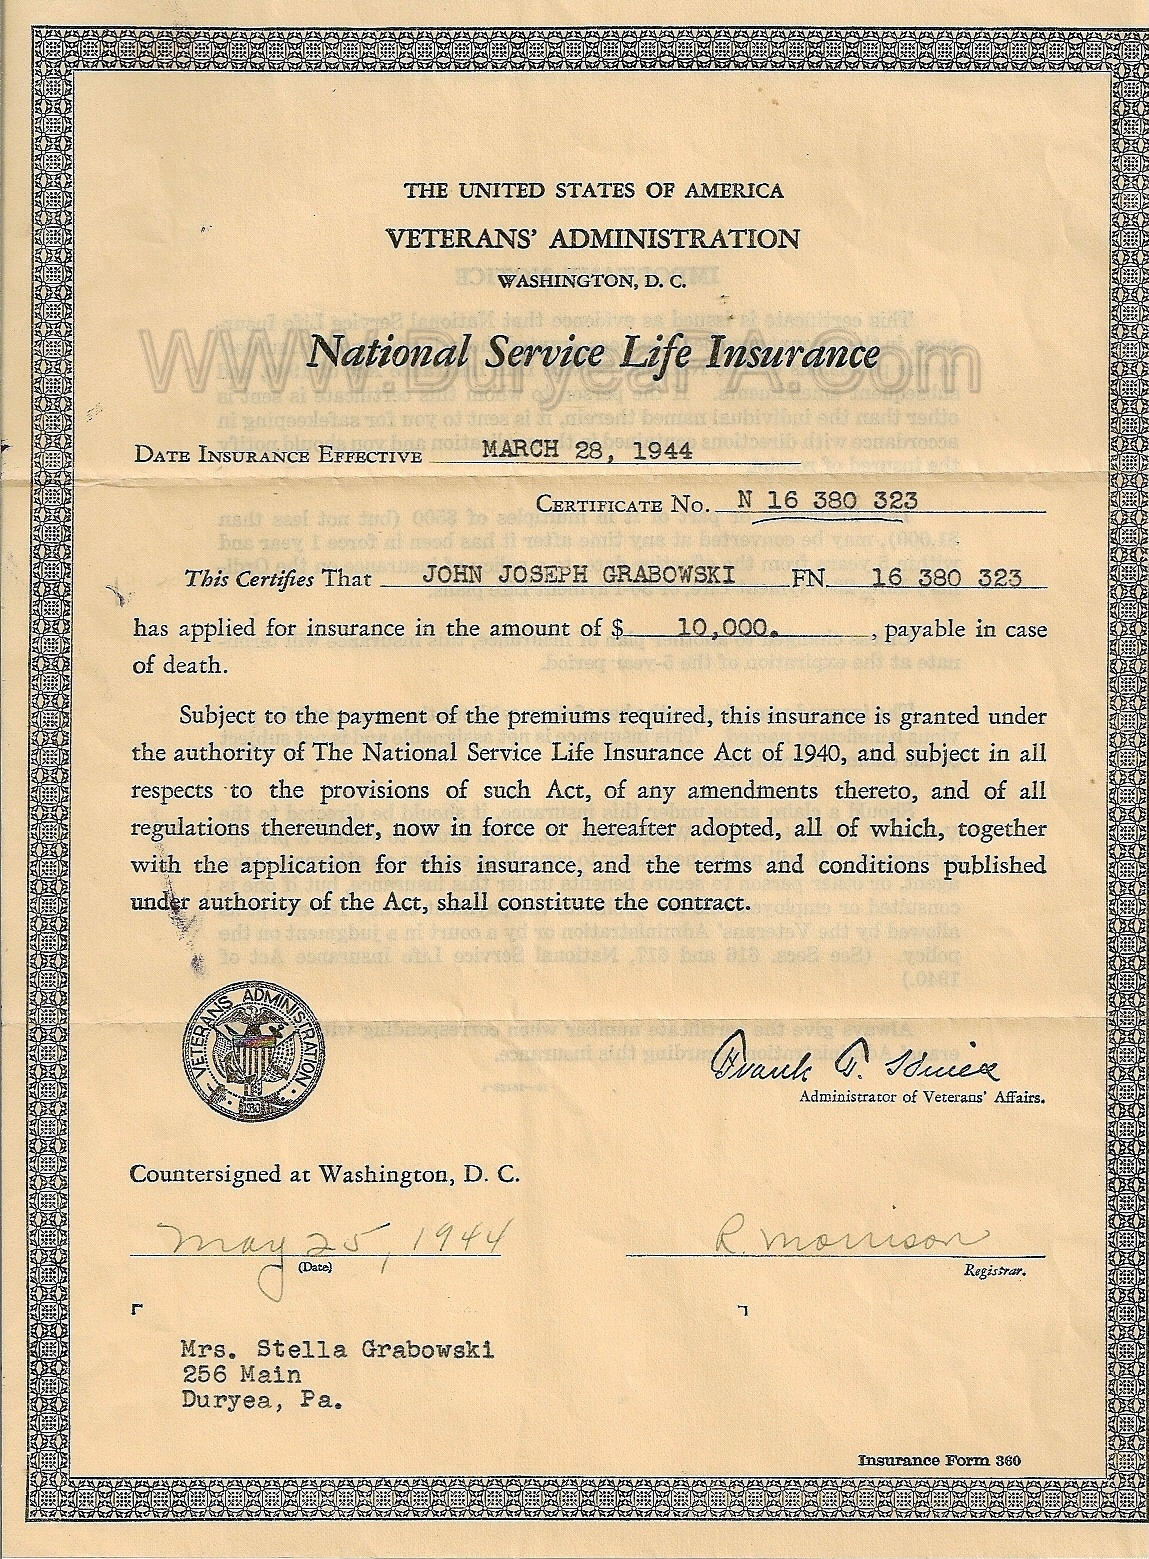 THE UNITED STATES OF AMERICA
VETERANS' ADMINISTRATION
WASHINGTON, D. C.
www.DuryeaPA.Com
National Service Life Insurance
DATE INSURANCE EFFECTIVE MARCH 28, 1944
CERTIFICATE NO. N 16 380 323
This Certifies THAT JOHN JOSEPH GRABOWSKI FN 16 380 323
has applied for insurance in the amount of $ 10,000. , payable in case
of death.
Subject to the payment of the premiums required, this insurance is granted under
the authority of The National Service Life Insurance Act of 1940, and subject in all
respects to the provisions of such Act, of any amendments thereto, and of all
regulations thereunder, now in force or hereafter adopted, all of which, together
with the application for this insurance, and the terms and conditions published
under authority of the Act, shall constitute the contract.
VETERANS ADMINISTRATION
1930
Frank T. Hines
Administrator of Veterans' Affairs.
Countersigned at Washington, D. C.
May 25, 1944
R. Morrison
(Date)
Registrar.
Mrs. Stella Grabowski
256 Main
Duryea, Pa.
Insurance Form 360